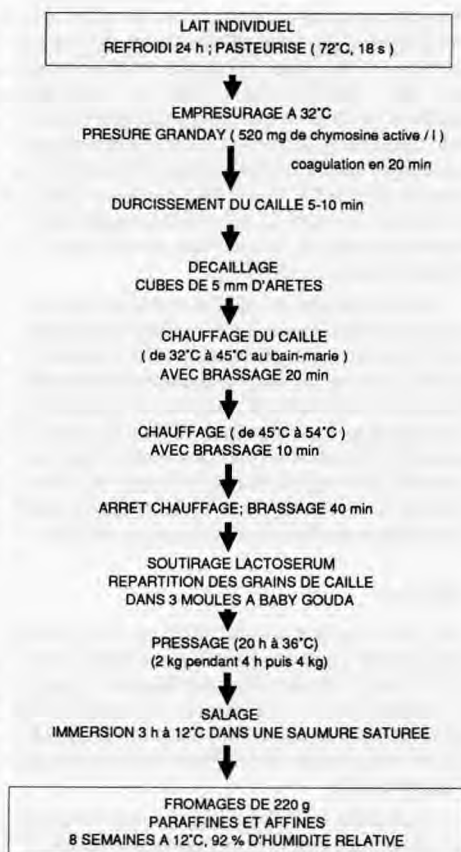 LAIT INDIVIDUEL
REFROIDI 24 h ; PASTEURISE ( 72°C, 18 s )
EMPRESURAGE A 32°C
PRESURE GRANDAY ( 520 mg de chymosine active / l )
coagulation en 20 min
DURCISSEMENT DU CAILLE 5-10 min
DECAILLAGE
CUBES DE 5 mm D'ARETES
CHAUFFAGE DU CAILLE
( de 32°C à 45°C au bain-marie )
AVEC BRASSAGE 20 min
CHAUFFAGE ( de 45°C à 54°C )
AVEC BRASSAGE 10 min
ARRET CHAUFFAGE; BRASSAGE 40 min
SOUTIRAGE LACTOSERUM
REPARTITION DES GRAINS DE CAILLE
DANS 3 MOULES A BABY GOUDA
PRESSAGE (20 h à 36°C)
(2 kg pendant 4 h puis 4 kg)
SALAGE
IMMERSION 3 h à 12°C DANS UNE SAUMURE SATUREE
FROMAGES DE 220 g
PARAFFINES ET AFFINES
8 SEMAINES A 12°C, 92 % D'HUMIDITE RELATIVE